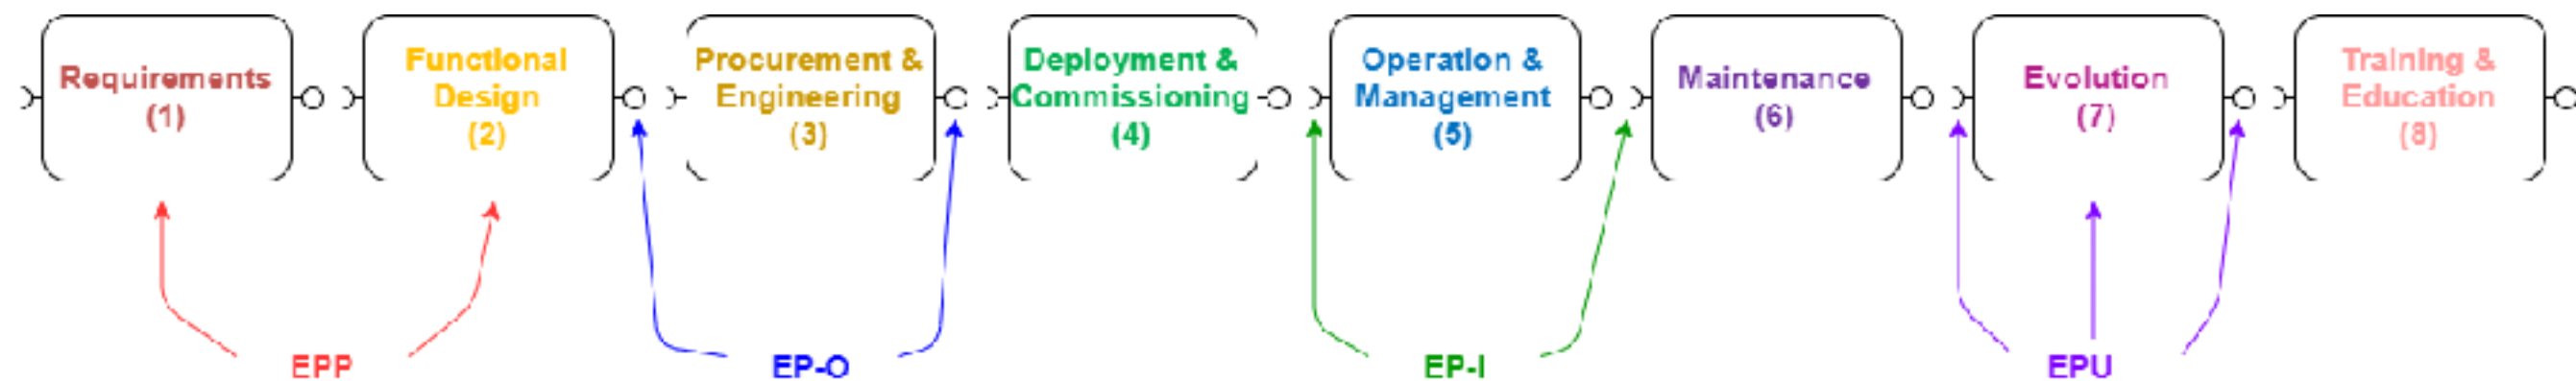 Requirements
(1)
Functional
Design
(2)
Procurement &
Engineering
(3)
Deployment &
Commissioning
(4)
Operation &
Management
(5)
Maintenance
(6)
Evolution
(7)
Training &
Education
(8)
EPP
EP-O
EP-I
EPU